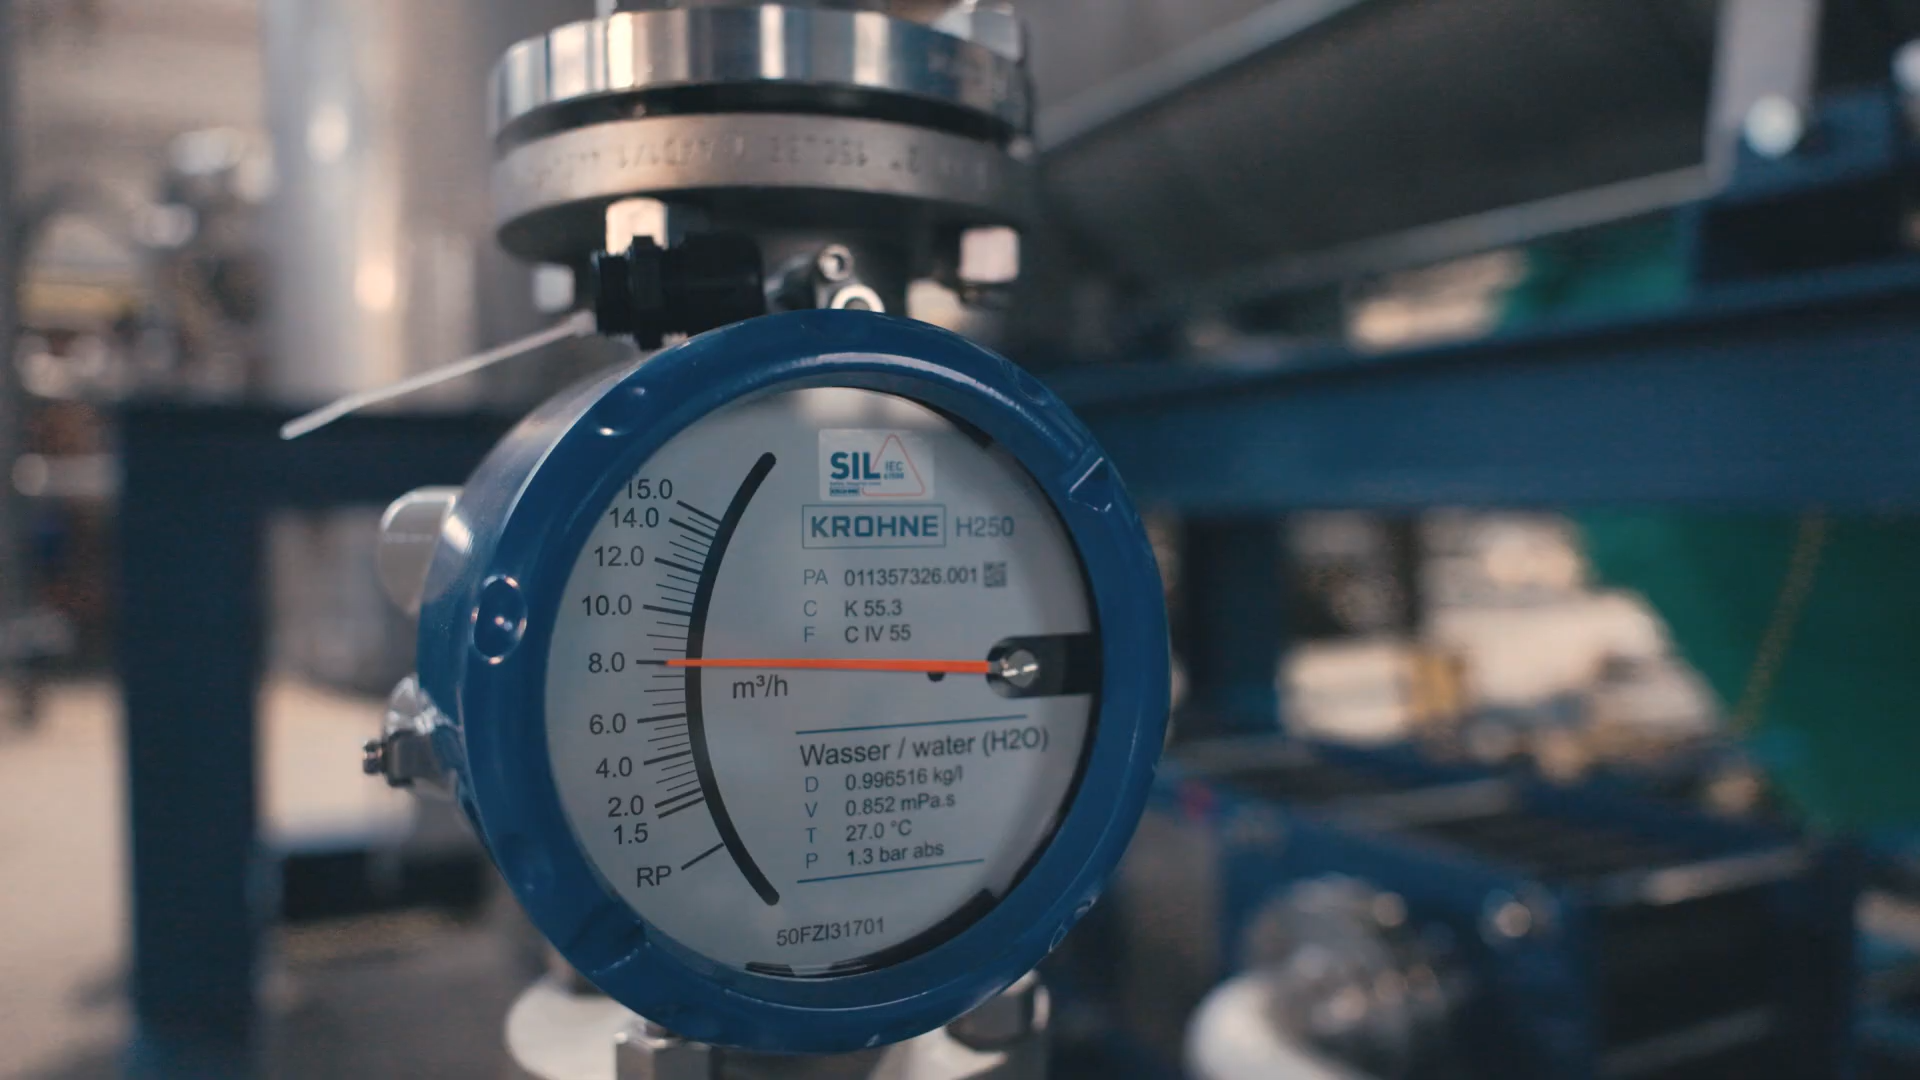 SIL IEC 61508
KROHNE
KROHNE H250
15.0
14.0
12.0
10.0
8.0
6.0
4.0
2.0
1.5
RP
PA 011357326.001
C K 55.3
F C IV 55
m³/h
Wasser / water (H2O)
D 0.996516 kg/l
V 0.852 mPa.s
T 27.0 °C
P 1.3 bar abs
50FZI31701